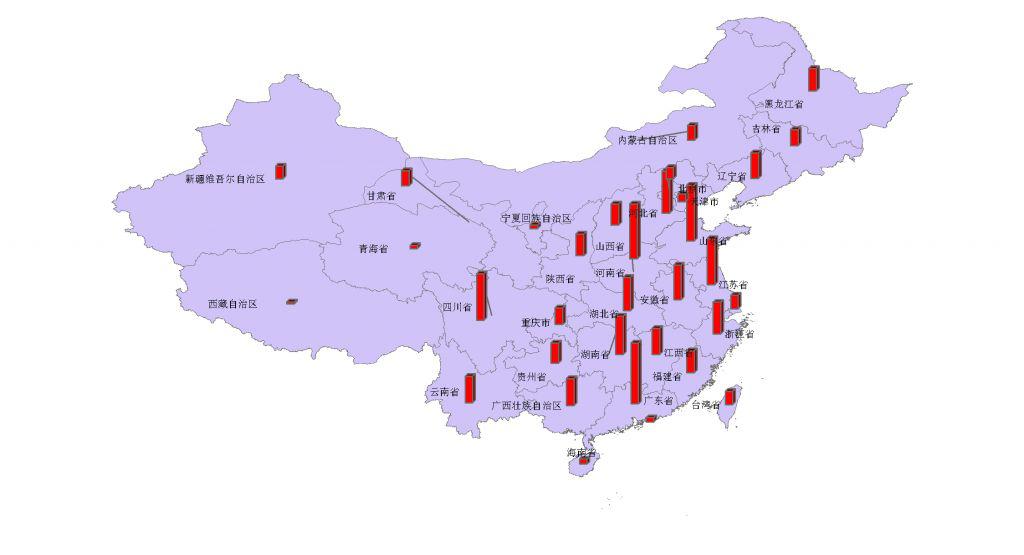 黑龙江省
吉林省
内蒙古自治区
辽宁省
新疆维吾尔自治区
北京市
甘肃省
天津市
河北省
宁夏回族自治区
山东省
山西省
青海省
河南省
陕西省
江苏省
安徽省
西藏自治区
四川省
湖北省
重庆市
浙江省
江西省
湖南省
福建省
贵州省
云南省
广东省
台湾省
广西壮族自治区
海南省